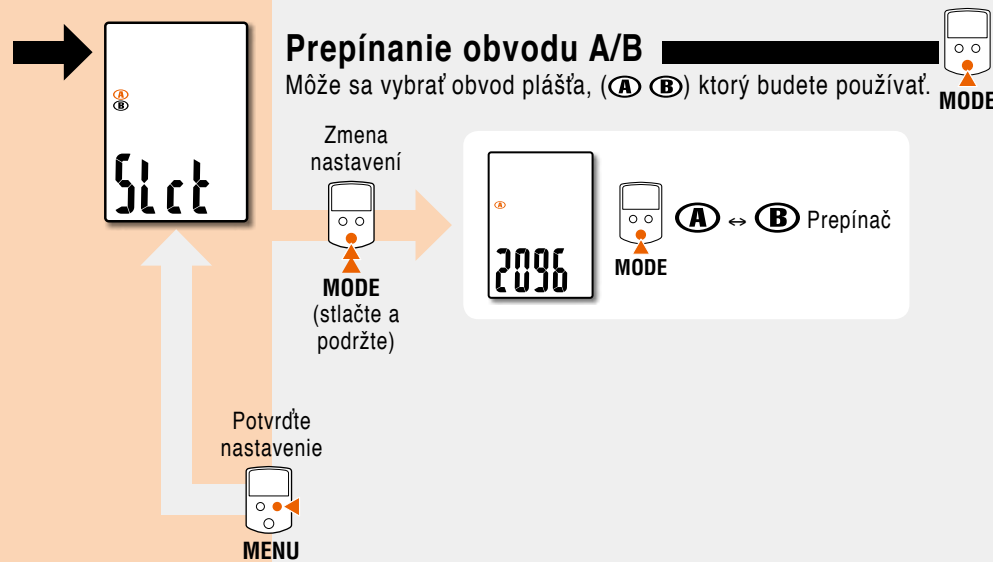 Prepínanie obvodu A/B
Môže sa vybrať obvod plášťa, (Ⓐ Ⓑ) ktorý budete používať.
MODE
Ⓐ
Ⓑ
Slct
Zmena
nastavení
MODE
(stlačte a
podržte)
Ⓐ
2096
MODE
Ⓐ ↔ Ⓑ Prepínač
Potvrďte
nastavenie
MENU